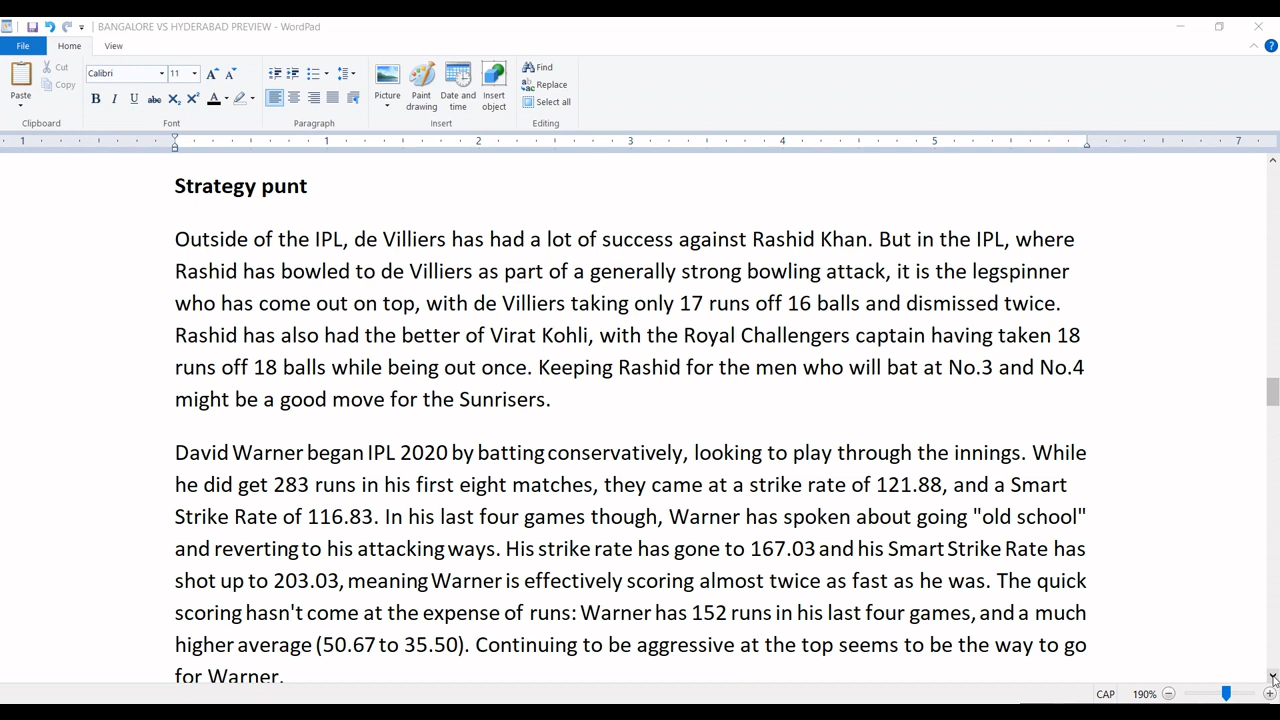 BANGALORE VS HYDERABAD PREVIEW - WordPad
File Home View
Paste
Cut
Copy
Clipboard
Calibri 11
B I U abc X₂ X² A
Font
Paragraph
Picture
Paint drawing
Date and time
Insert object
Insert
Find
Replace
Select all
Editing
1 1 2 3 4 5 7
Strategy punt
Outside of the IPL, de Villiers has had a lot of success against Rashid Khan. But in the IPL, where
Rashid has bowled to de Villiers as part of a generally strong bowling attack, it is the legspinner
who has come out on top, with de Villiers taking only 17 runs off 16 balls and dismissed twice.
Rashid has also had the better of Virat Kohli, with the Royal Challengers captain having taken 18
runs off 18 balls while being out once. Keeping Rashid for the men who will bat at No.3 and No.4
might be a good move for the Sunrisers.
David Warner began IPL 2020 by batting conservatively, looking to play through the innings. While
he did get 283 runs in his first eight matches, they came at a strike rate of 121.88, and a Smart
Strike Rate of 116.83. In his last four games though, Warner has spoken about going "old school"
and reverting to his attacking ways. His strike rate has gone to 167.03 and his Smart Strike Rate has
shot up to 203.03, meaning Warner is effectively scoring almost twice as fast as he was. The quick
scoring hasn't come at the expense of runs: Warner has 152 runs in his last four games, and a much
higher average (50.67 to 35.50). Continuing to be aggressive at the top seems to be the way to go
for Warner.
CAP 190%